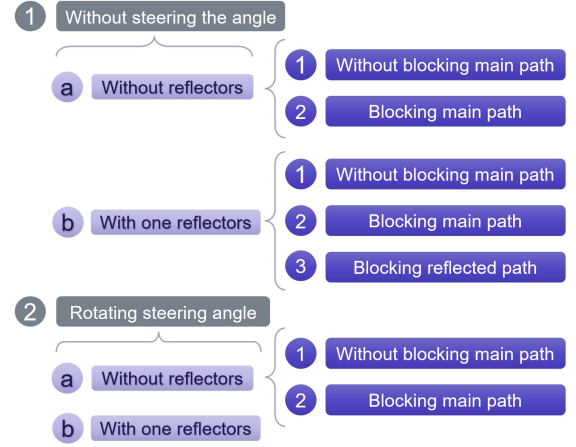 1 Without steering the angle
a Without reflectors
1 Without blocking main path
2 Blocking main path
b With one reflectors
1 Without blocking main path
2 Blocking main path
3 Blocking reflected path
2 Rotating steering angle
a Without reflectors
1 Without blocking main path
2 Blocking main path
b With one reflectors